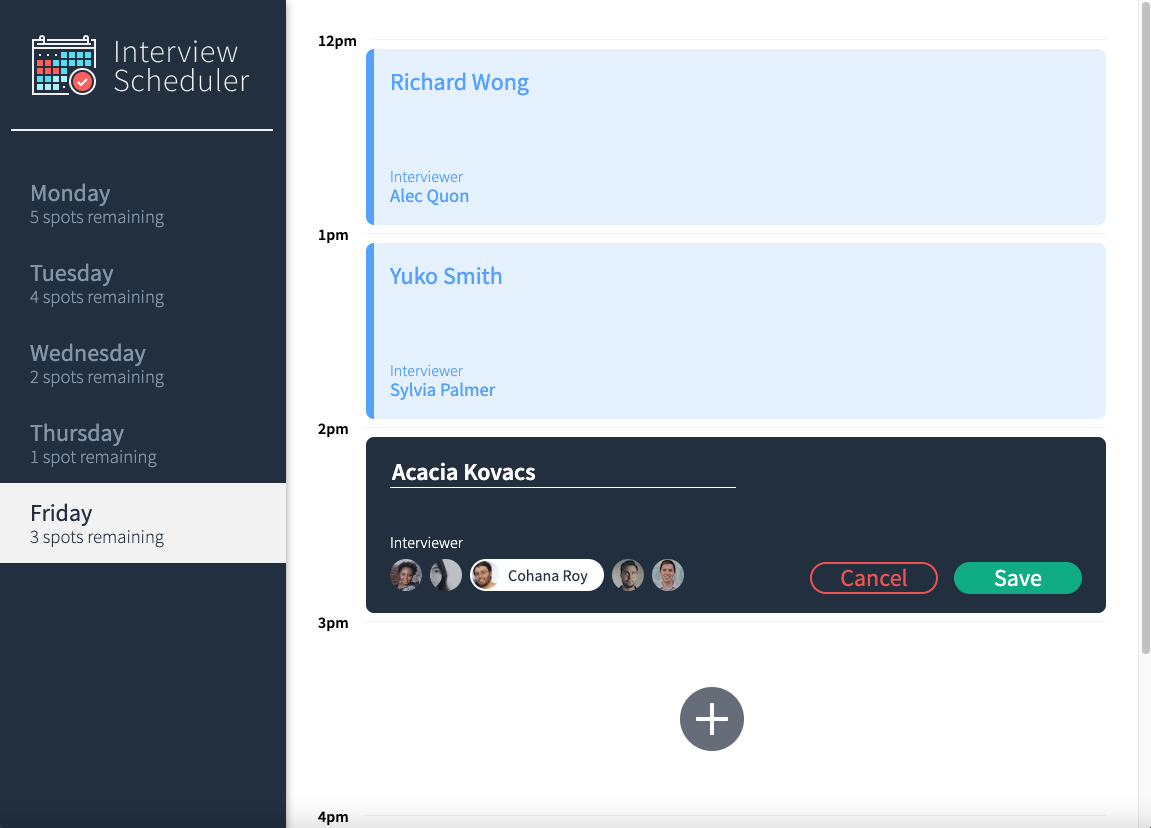 Interview
Scheduler
Monday
5 spots remaining
Tuesday
4 spots remaining
Wednesday
2 spots remaining
Thursday
1 spot remaining
Friday
3 spots remaining
12pm
Richard Wong
Interviewer
Alec Quon
1pm
Yuko Smith
Interviewer
Sylvia Palmer
2pm
Acacia Kovacs
Interviewer
Cohana Roy
Cancel
Save
3pm
4pm